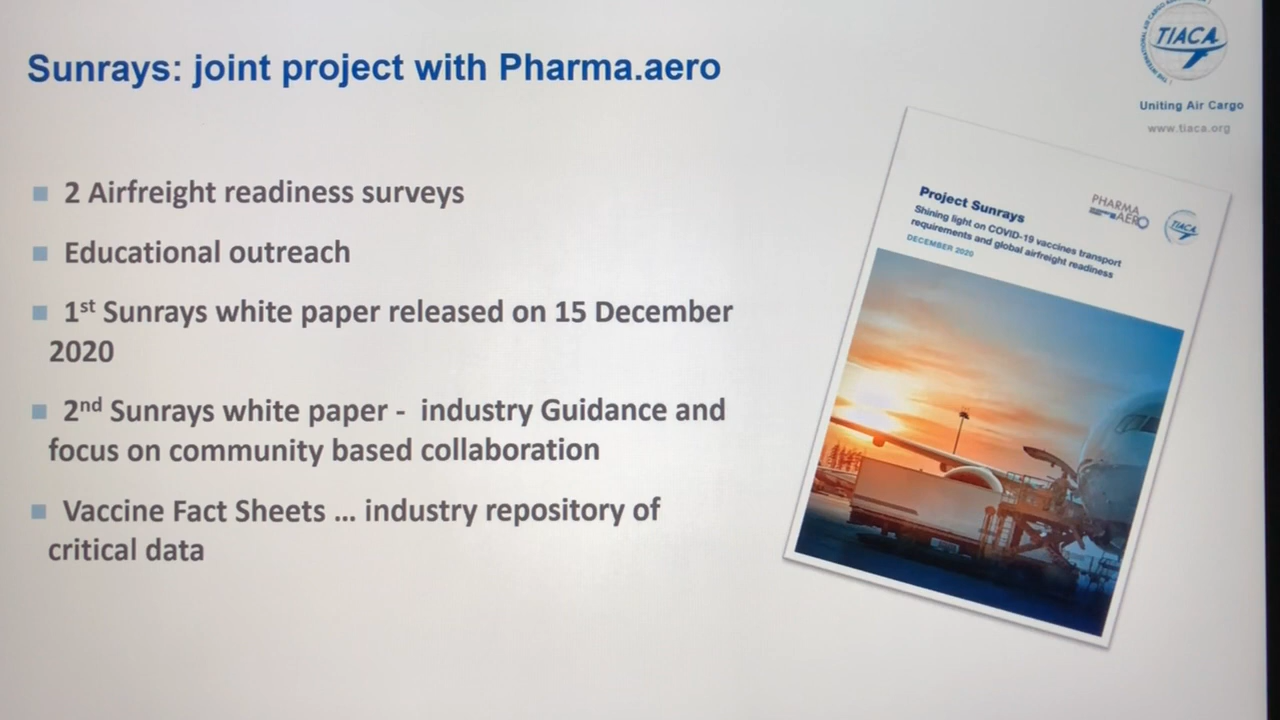 Sunrays: joint project with Pharma.aero
TIACA
Uniting Air Cargo
www.tiaca.org
2 Airfreight readiness surveys
Educational outreach
1st Sunrays white paper released on 15 December
2020
2nd Sunrays white paper - industry Guidance and
focus on community based collaboration
Vaccine Fact Sheets ... industry repository of
critical data
Project Sunrays
Shining light on COVID-19 vaccines transport
requirements and global airfreight readiness
DECEMBER 2020
PHARMA
AERO
TIACA